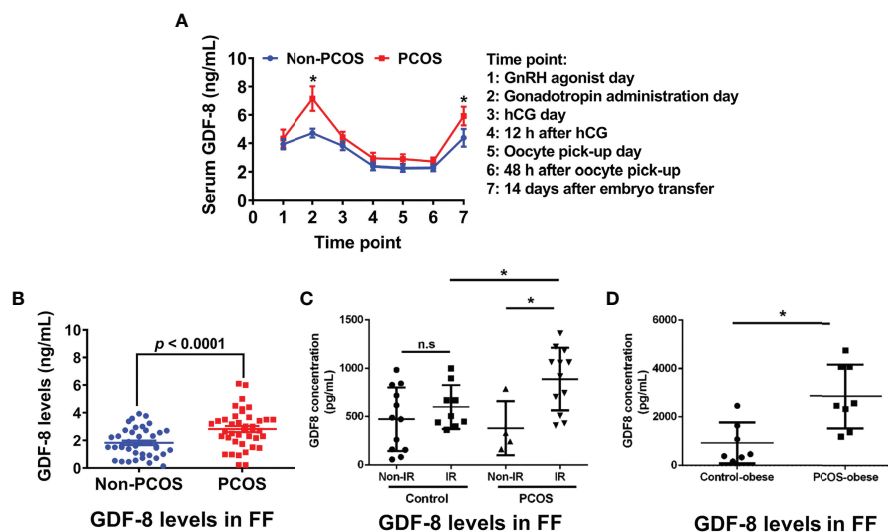 A
Non-PCOS PCOS
Serum GDF-8 (ng/mL)
10
8
6
4
2
0
*
*
0 1 2 3 4 5 6 7
Time point
Time point:
1: GnRH agonist day
2: Gonadotropin administration day
3: hCG day
4: 12 h after hCG
5: Oocyte pick-up day
6: 48 h after oocyte pick-up
7: 14 days after embryo transfer
B
GDF-8 levels (ng/mL)
10
8
6
4
2
0
p < 0.0001
Non-PCOS PCOS
GDF-8 levels in FF
C
GDF8 concentration
(pg/mL)
1500
1000
500
0
*
*
n.s
Non-IR IR Non-IR IR
Control PCOS
GDF-8 levels in FF
D
GDF8 concentration
(pg/mL)
6000
4000
2000
0
*
Control-obese PCOS-obese
GDF-8 levels in FF